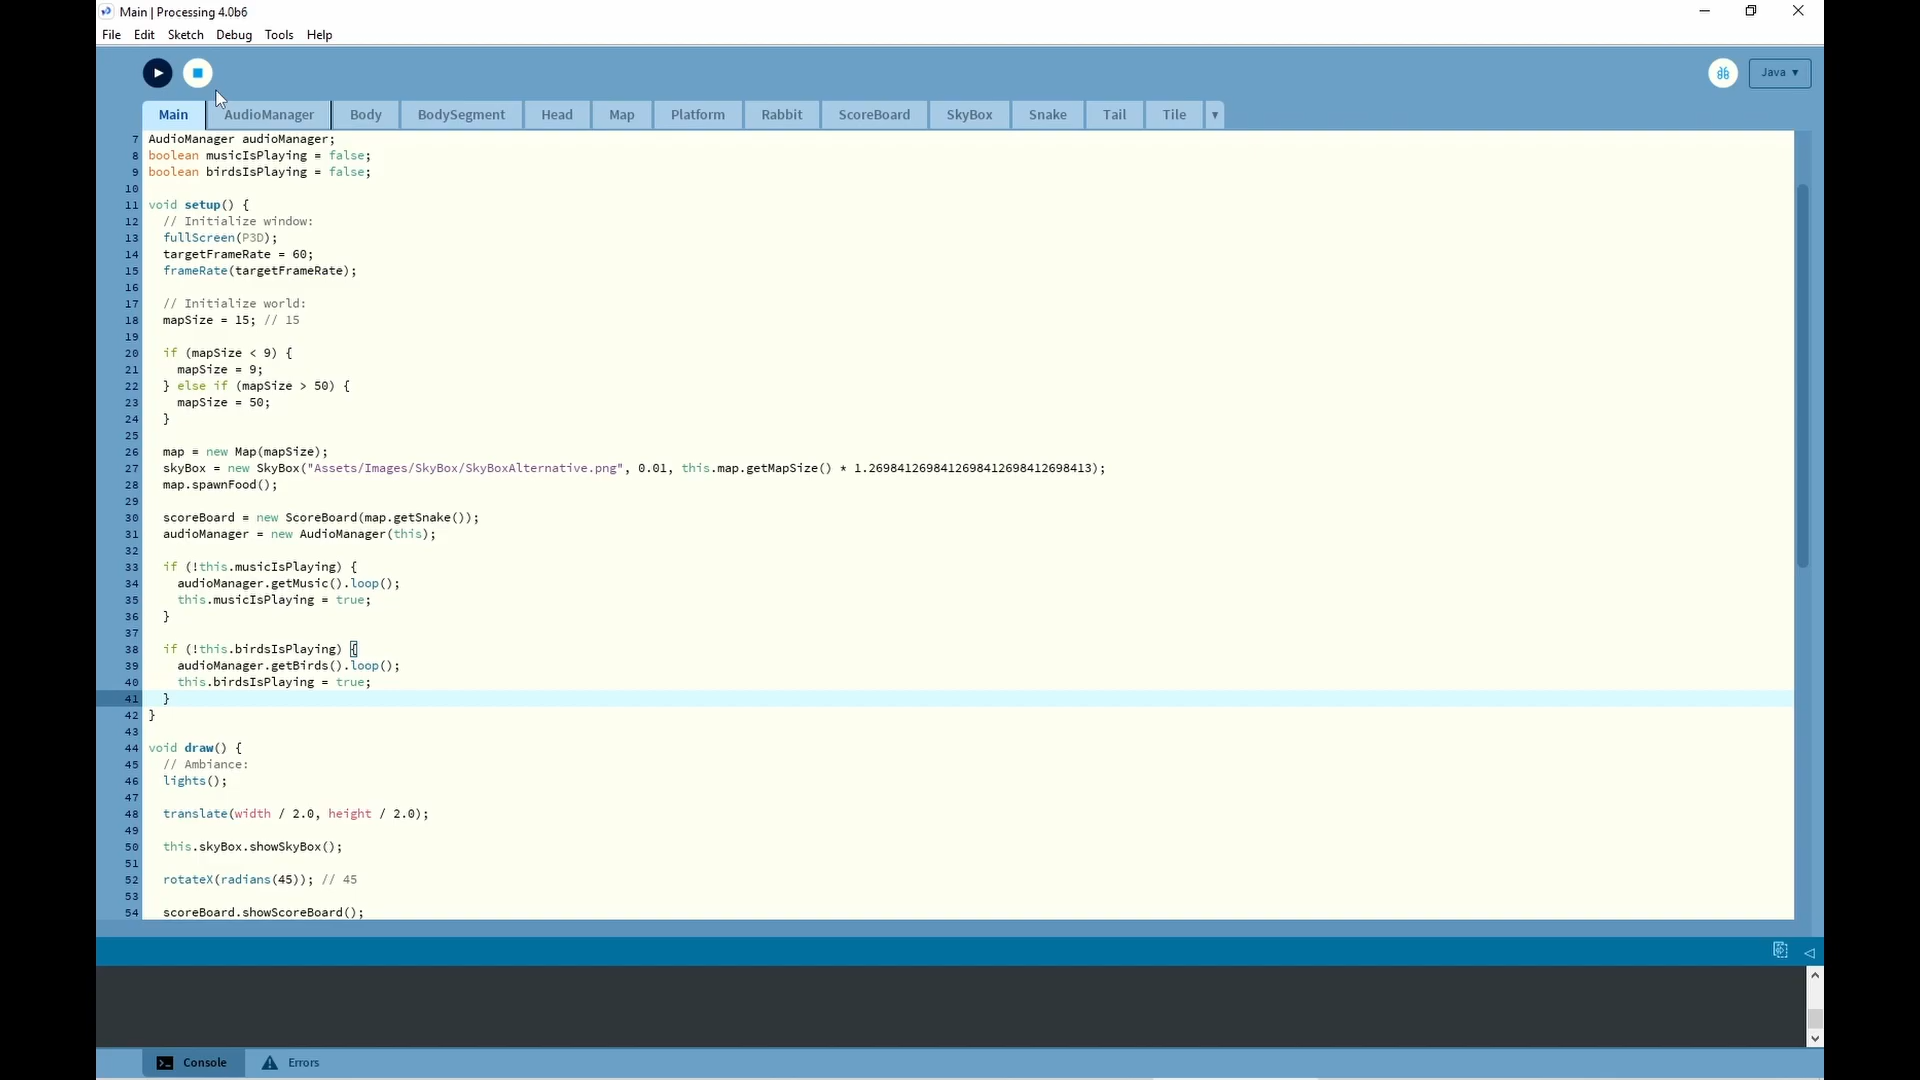 Main | Processing 4.0b6
File Edit Sketch Debug Tools Help
Java ▾
Main AudioManager Body BodySegment Head Map Platform Rabbit ScoreBoard SkyBox Snake Tail Tile ▾
7 AudioManager audioManager;
8 boolean musicIsPlaying = false;
9 boolean birdsIsPlaying = false;
10
11 void setup() {
12   // Initialize window:
13   fullScreen(P3D);
14   targetFrameRate = 60;
15   frameRate(targetFrameRate);
16
17   // Initialize world:
18   mapSize = 15; // 15
19
20   if (mapSize < 9) {
21     mapSize = 9;
22   } else if (mapSize > 50) {
23     mapSize = 50;
24   }
25
26   map = new Map(mapSize);
27   skyBox = new SkyBox("Assets/Images/SkyBox/SkyBoxAlternative.png", 0.01, this.map.getMapSize() * 1.2698412698412698412698412698413);
28   map.spawnFood();
29
30   scoreBoard = new ScoreBoard(map.getSnake());
31   audioManager = new AudioManager(this);
32
33   if (!this.musicIsPlaying) {
34     audioManager.getMusic().loop();
35     this.musicIsPlaying = true;
36   }
37
38   if (!this.birdsIsPlaying) {
39     audioManager.getBirds().loop();
40     this.birdsIsPlaying = true;
41   }
42 }
43
44 void draw() {
45   // Ambiance:
46   lights();
47
48   translate(width / 2.0, height / 2.0);
49
50   this.skyBox.showSkyBox();
51
52   rotateX(radians(45)); // 45
53
54   scoreBoard.showScoreBoard();
Console Errors